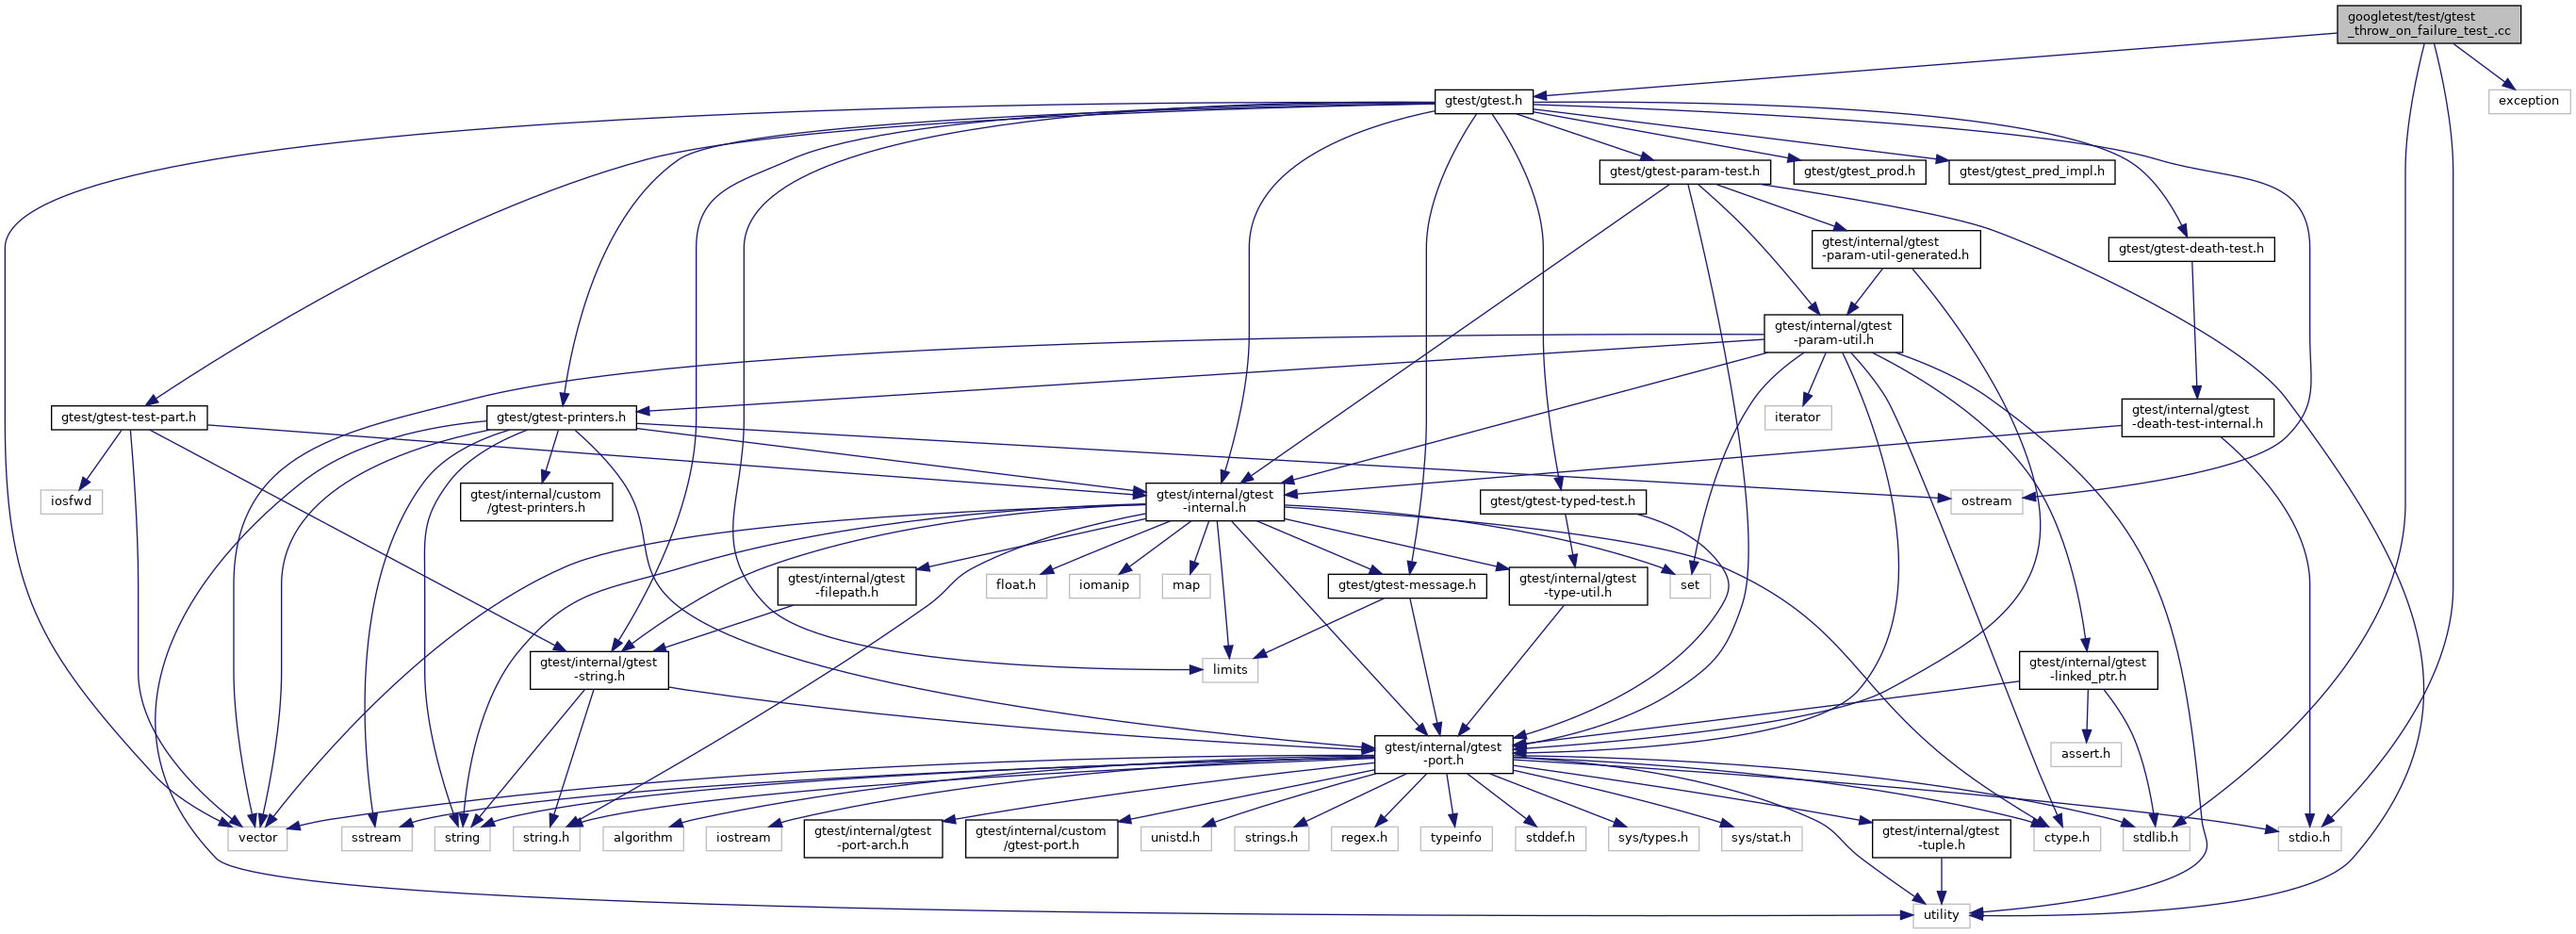 googletest/test/gtest
_throw_on_failure_test_.cc
gtest/gtest.h
exception
gtest/gtest-param-test.h
gtest/gtest_prod.h
gtest/gtest_pred_impl.h
gtest/internal/gtest
-param-util-generated.h
gtest/gtest-death-test.h
gtest/internal/gtest
-param-util.h
gtest/gtest-test-part.h
gtest/gtest-printers.h
iterator
gtest/internal/gtest
-death-test-internal.h
iosfwd
gtest/internal/custom
/gtest-printers.h
gtest/internal/gtest
-internal.h
gtest/gtest-typed-test.h
ostream
gtest/internal/gtest
-filepath.h
float.h
iomanip
map
gtest/gtest-message.h
gtest/internal/gtest
-type-util.h
set
gtest/internal/gtest
-string.h
limits
gtest/internal/gtest
-linked_ptr.h
gtest/internal/gtest
-port.h
assert.h
vector
sstream
string
string.h
algorithm
iostream
gtest/internal/gtest
-port-arch.h
gtest/internal/custom
/gtest-port.h
unistd.h
strings.h
regex.h
typeinfo
stddef.h
sys/types.h
sys/stat.h
gtest/internal/gtest
-tuple.h
ctype.h
stdlib.h
stdio.h
utility